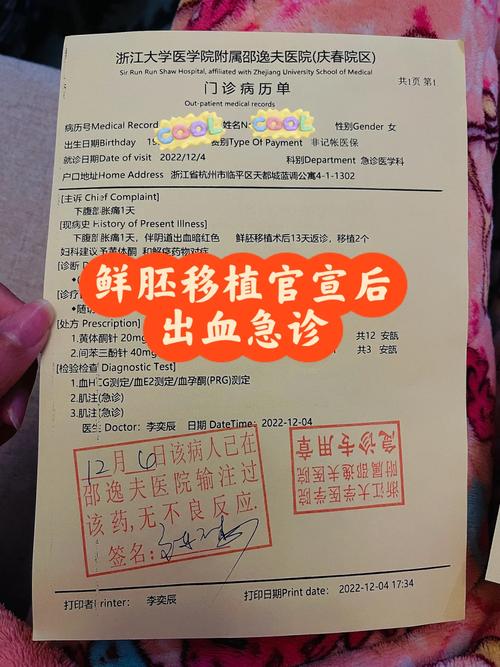 浙江大学医学院附属邵逸夫医院(庆春院区)
Sir Run Run Shaw Hospital, affiliated with Zhejiang University School of Medical
共1页 第1
门诊病历单
Out-patient medical records
病历号Medical Record COOL 姓名N COOL 性别Gender 女
出生日期Birthday 19 费别Type Of Payment 非记帐医保
就诊日期Date of visit 2022/12/4 科别Department 急诊医学科
户口地址Home Address 浙江省杭州市临平区天都城蓝调公寓4-1-1302
[主诉 Chief Complaint]
下腹部胀痛1天
[现病史 History of Present Illness]
下腹部胀痛1天，伴阴道出血暗红色 鲜胚移植术后13天返诊，移植2个
妇科建议予黄体酮 和解痉药物对症
[诊断
鲜胚移植官宣后
出血急诊
[诊疗
[处方 Prescription]
1.黄体酮针 20mg 共12 安瓿
2.间苯三酚针 40mg 共3 安瓿
[检验检查 Diagnostic Test]
1.血HCG测定/血E2测定/血孕酮(PRG)测定
2.肌注(急诊)
3.肌注(急诊)
医生 Doctor: 李奕辰 日期 DateTime: 2022-12-04
12月6日该病人已在
邵逸夫医院输注过
该药,无不良反应.
签名:
浙江大学医学院
附属邵逸夫医院
急诊专用章
打印者Printer: 李奕辰 打印日期Print date: 2022-12-04 17:34